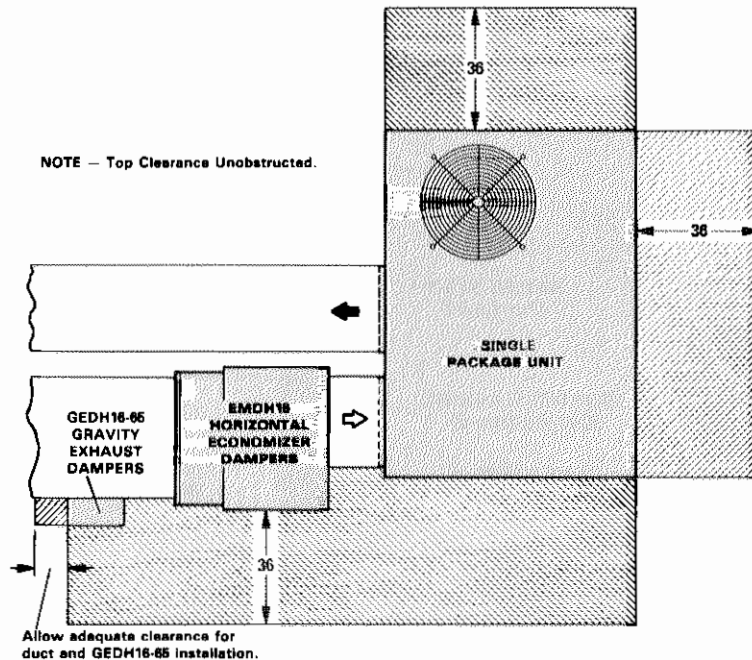 36
NOTE — Top Clearance Unobstructed.
36
SINGLE
PACKAGE UNIT
GEDH16-65
GRAVITY
EXHAUST
DAMPERS
EMDH16
HORIZONTAL
ECONOMIZER
DAMPERS
36
Allow adequate clearance for
duct and GEDH16-65 installation.